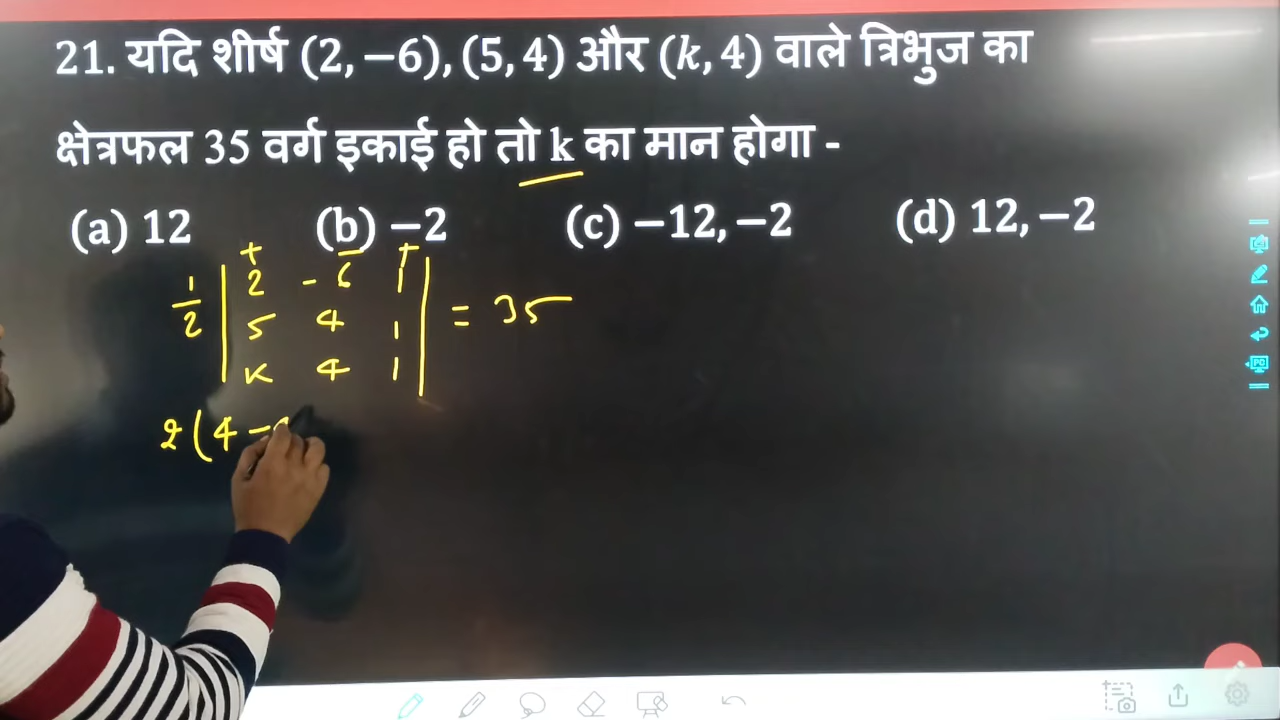 21. यदि शीर्ष (2, −6), (5, 4) और (k, 4) वाले त्रिभुज का
क्षेत्रफल 35 वर्ग इकाई हो तो k का मान होगा -
(a) 12 (b) −2 (c) −12, −2 (d) 12, −2
+ − +
1/2 | 2 -6 1 |
| 5 4 1 | = 35
| K 4 1 |
2(4 -